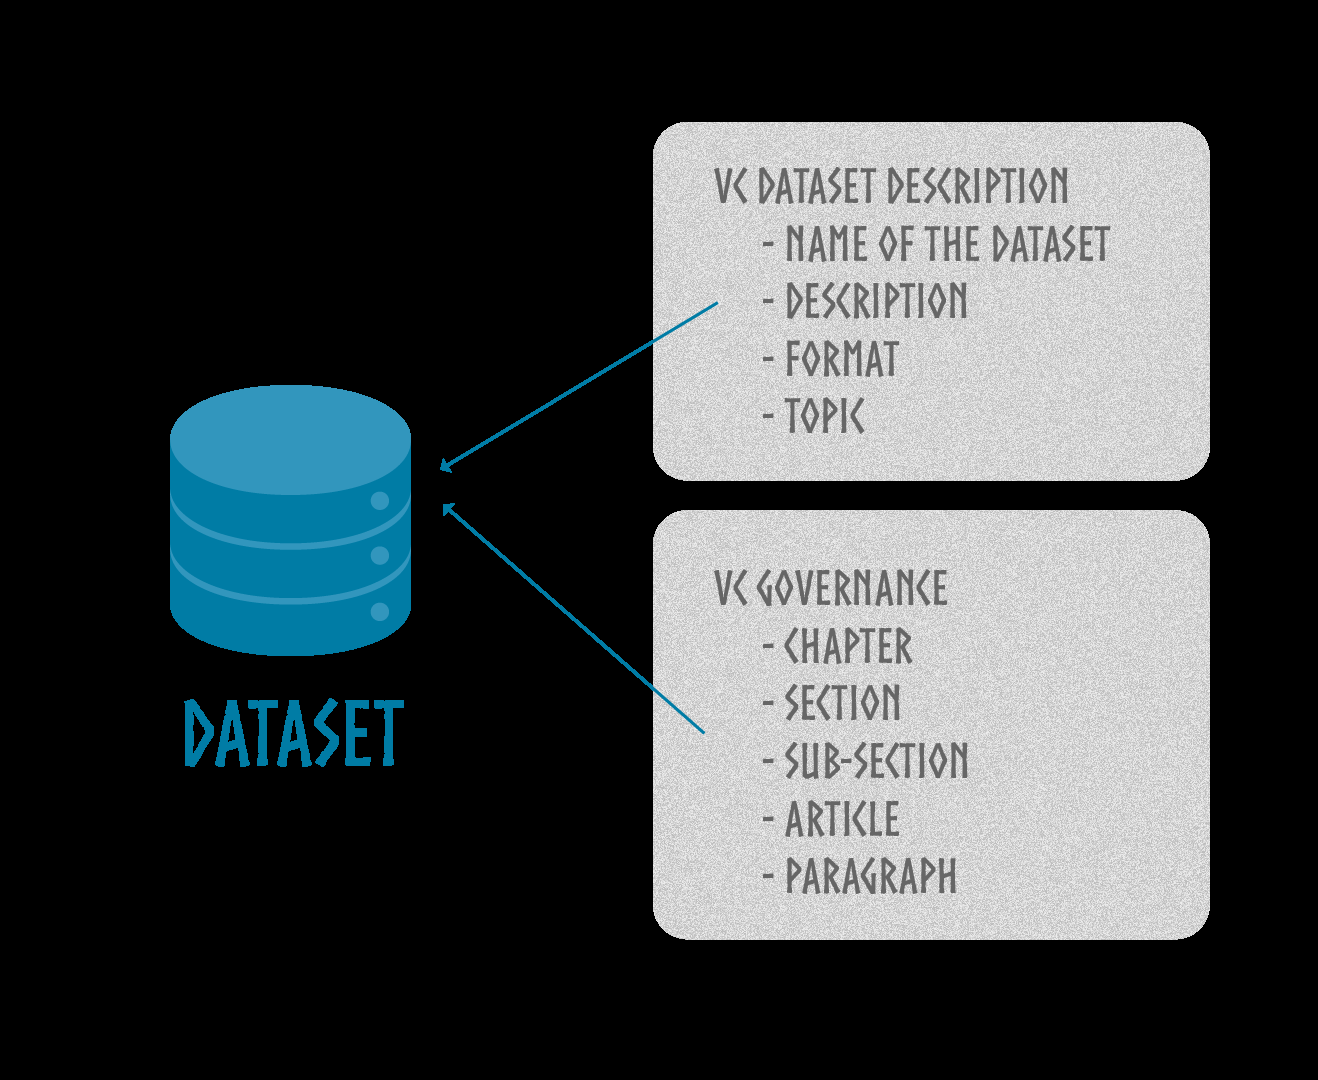 VC DATASET DESCRIPTION
- NAME OF THE DATASET
- DESCRIPTION
- FORMAT
- TOPIC
DATASET
VC GOVERNANCE
- CHAPTER
- SECTION
- SUB-SECTION
- ARTICLE
- PARAGRAPH